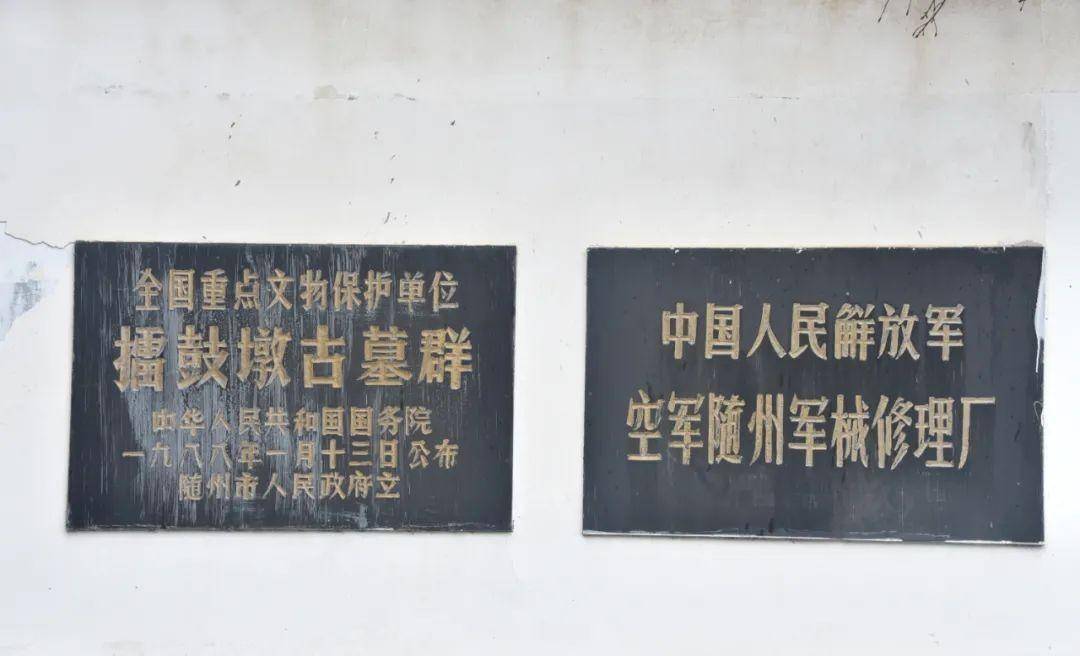 全国重点文物保护单位
擂鼓墩古墓群
中华人民共和国国务院
一九八八年一月十三日公布
随州市人民政府立
中国人民解放军
空军随州军械修理厂